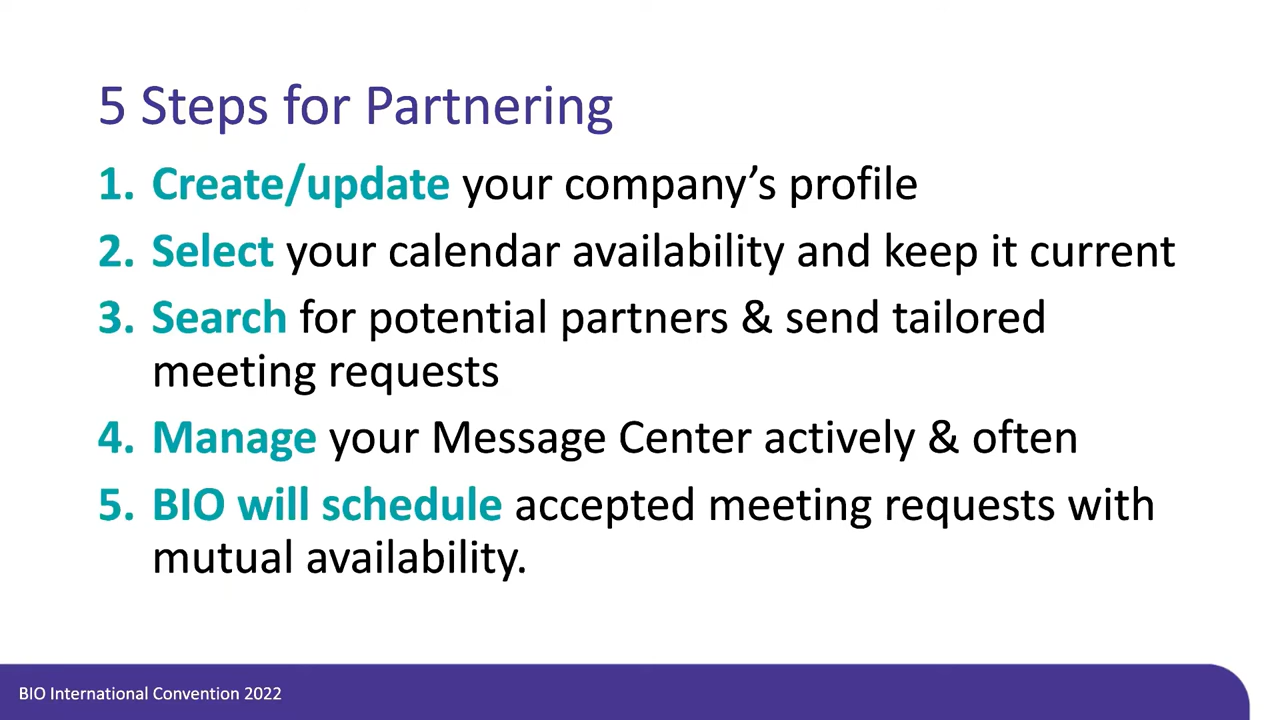 5 Steps for Partnering
1. Create/update your company’s profile
2. Select your calendar availability and keep it current
3. Search for potential partners & send tailored
meeting requests
4. Manage your Message Center actively & often
5. BIO will schedule accepted meeting requests with
mutual availability.
BIO International Convention 2022